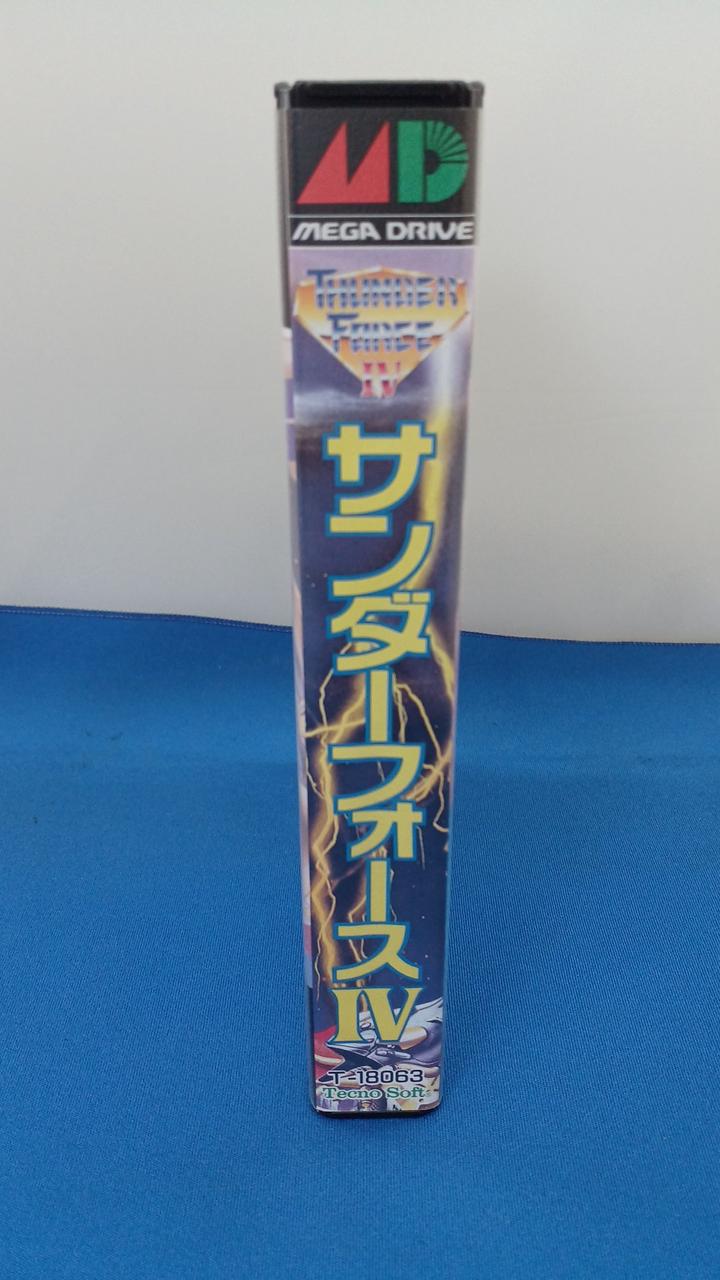 MD
MEGA DRIVE
THUNDER
FORCE
IV
サンダーフォースIV
T-18063
Tecno Soft